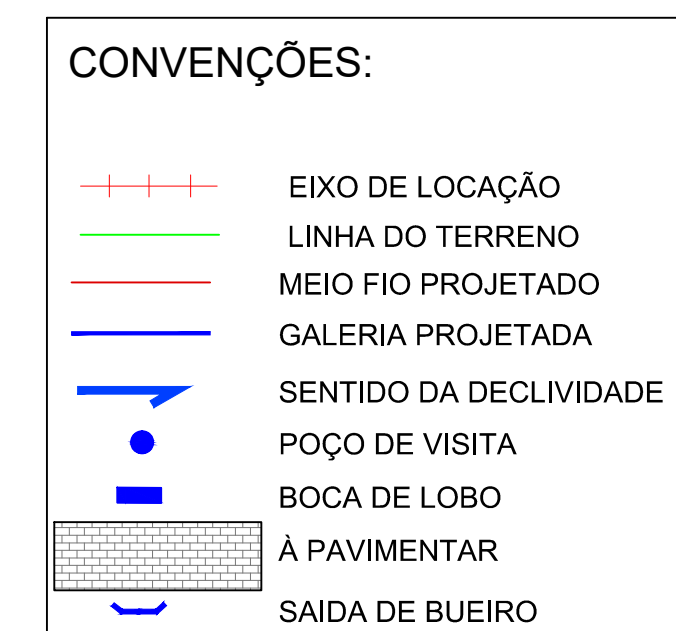 CONVENÇÕES:
EIXO DE LOCAÇÃO
LINHA DO TERRENO
MEIO FIO PROJETADO
GALERIA PROJETADA
SENTIDO DA DECLIVIDADE
POÇO DE VISITA
BOCA DE LOBO
À PAVIMENTAR
SAIDA DE BUEIRO